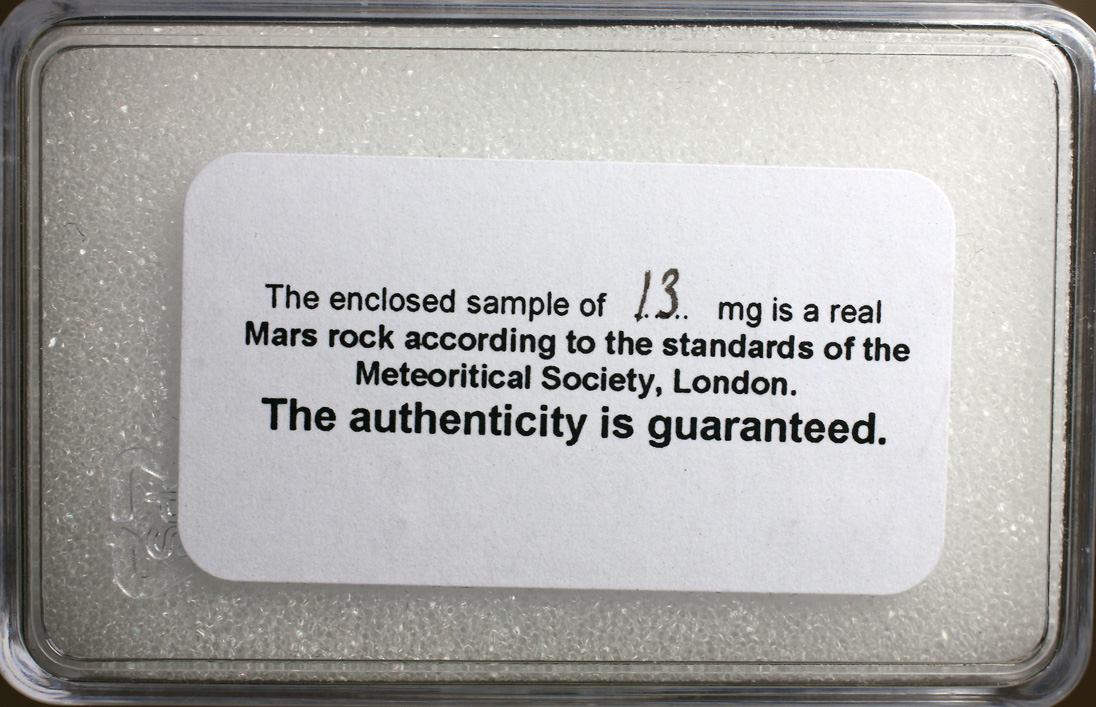 The enclosed sample of 13 mg is a real
Mars rock according to the standards of the
Meteoritical Society, London.
The authenticity is guaranteed.